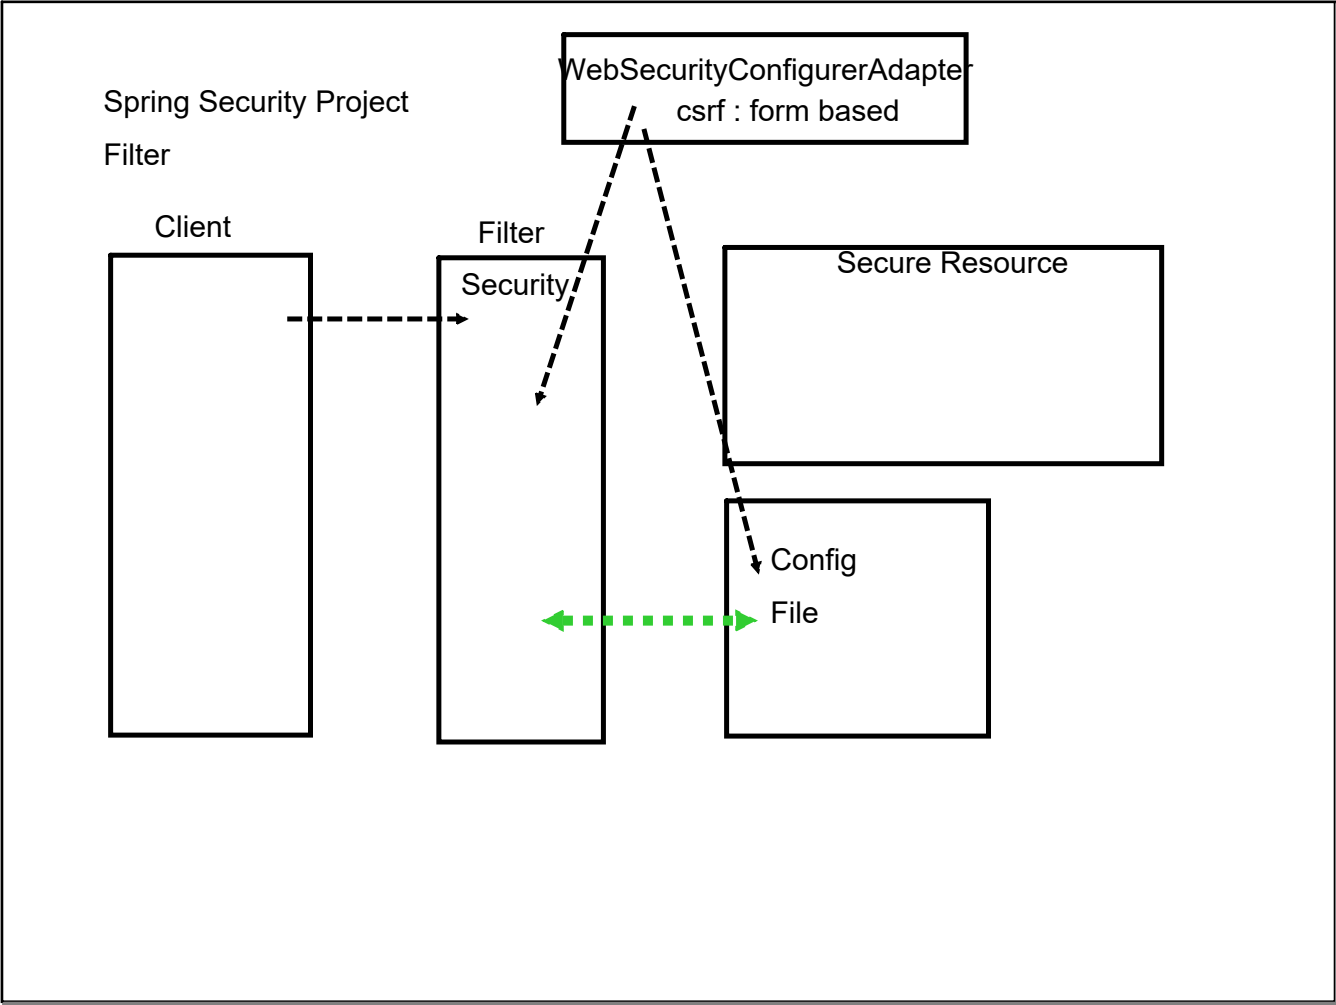 WebSecurityConfigurerAdapter
csrf : form based
Spring Security Project
Filter
Client
Filter
Security
Secure Resource
Config
File